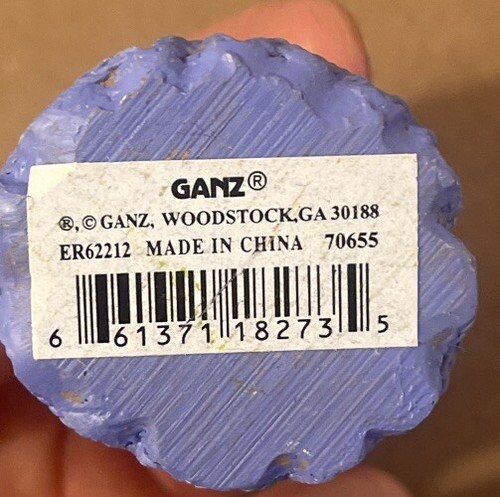 GANZ®
®, © GANZ, WOODSTOCK,GA 30188
ER62212 MADE IN CHINA 70655
6 61371 18273 5